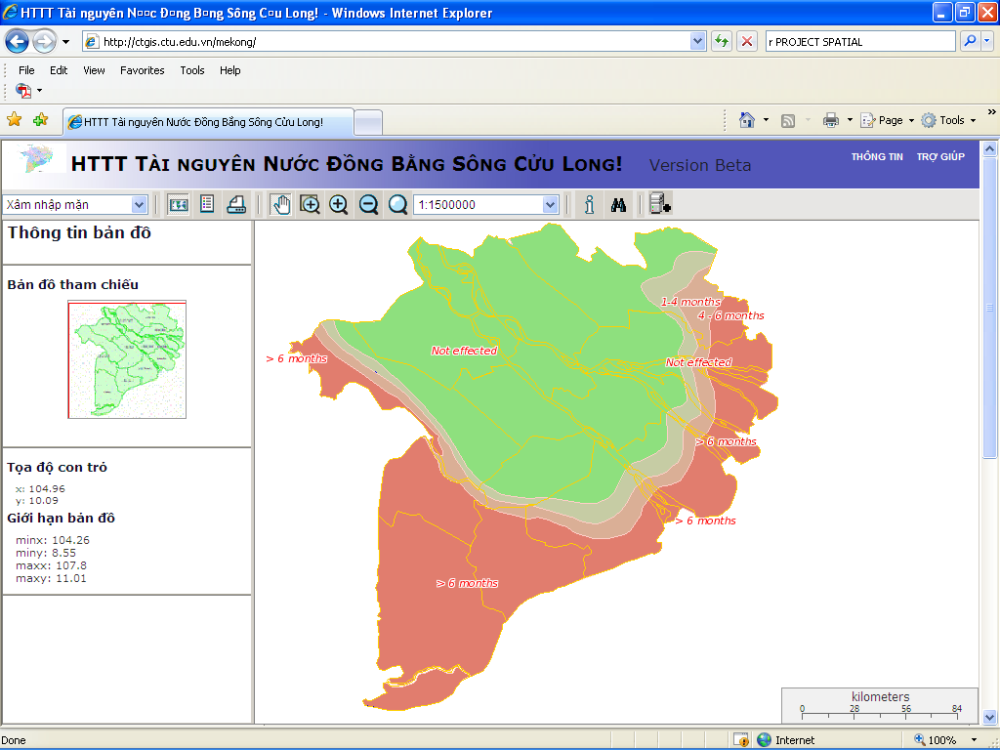 HTTT Tài nguyên N□□c Đ□ng B□ng Sông C□u Long! - Windows Internet Explorer
http://ctgis.ctu.edu.vn/mekong/
r PROJECT SPATIAL
File Edit View Favorites Tools Help
HTTT Tài nguyên Nước Đồng Bằng Sông Cửu Long!
Page Tools »
HTTT Tài nguyên Nước Đồng Bằng Sông Cửu Long! Version Beta
THÔNG TIN TRỢ GIÚP
Xâm nhập mặn
1:1500000
Thông tin bản đồ
Bản đồ tham chiếu
Tọa độ con trỏ
x: 104.96
y: 10.09
Giới hạn bản đồ
minx: 104.26
miny: 8.55
maxx: 107.8
maxy: 11.01
1-4 months
4 - 6 months
Not effected
> 6 months
Not effected
> 6 months
> 6 months
> 6 months
kilometers
0 28 56 84
Done
Internet
100%